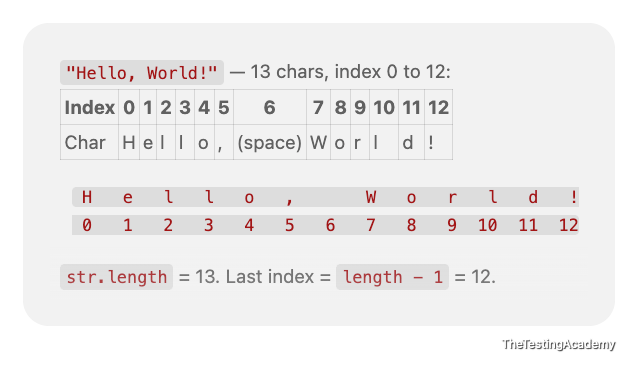 "Hello, World!" — 13 chars, index 0 to 12:
Index 0 1 2 3 4 5 6 7 8 9 10 11 12
Char H e l l o , (space) W o r l d !
H e l l o , W o r l d !
0 1 2 3 4 5 6 7 8 9 10 11 12
str.length = 13. Last index = length - 1 = 12.
TheTestingAcademy